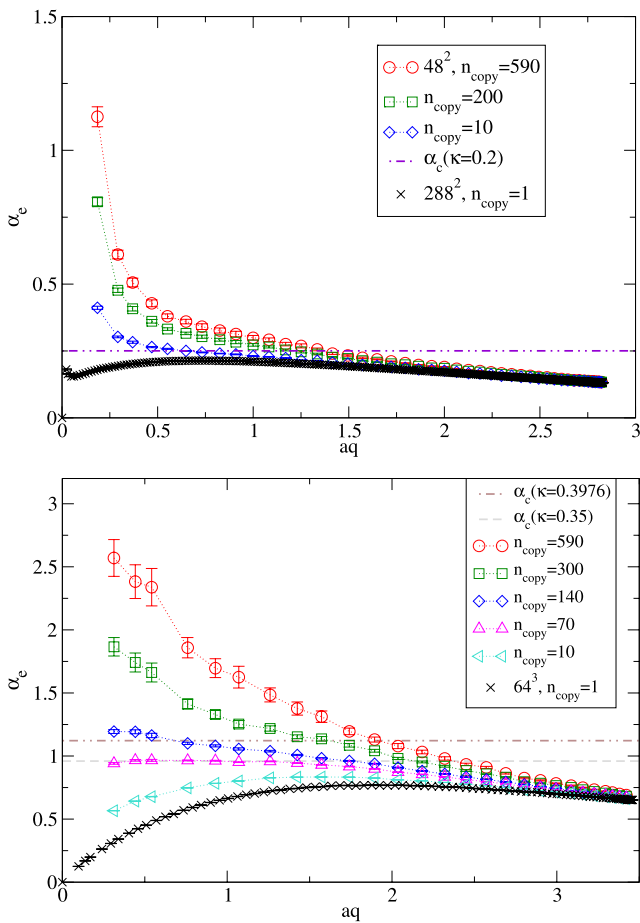 1.5
1
0.5
0
α_e
48², n_copy=590
n_copy=200
n_copy=10
α_c(κ=0.2)
288², n_copy=1
0 0.5 1 1.5 2 2.5 3
aq
3
2.5
2
1.5
1
0.5
0
α_e
α_c(κ=0.3976)
α_c(κ=0.35)
n_copy=590
n_copy=300
n_copy=140
n_copy=70
n_copy=10
64³, n_copy=1
0 1 2 3
aq